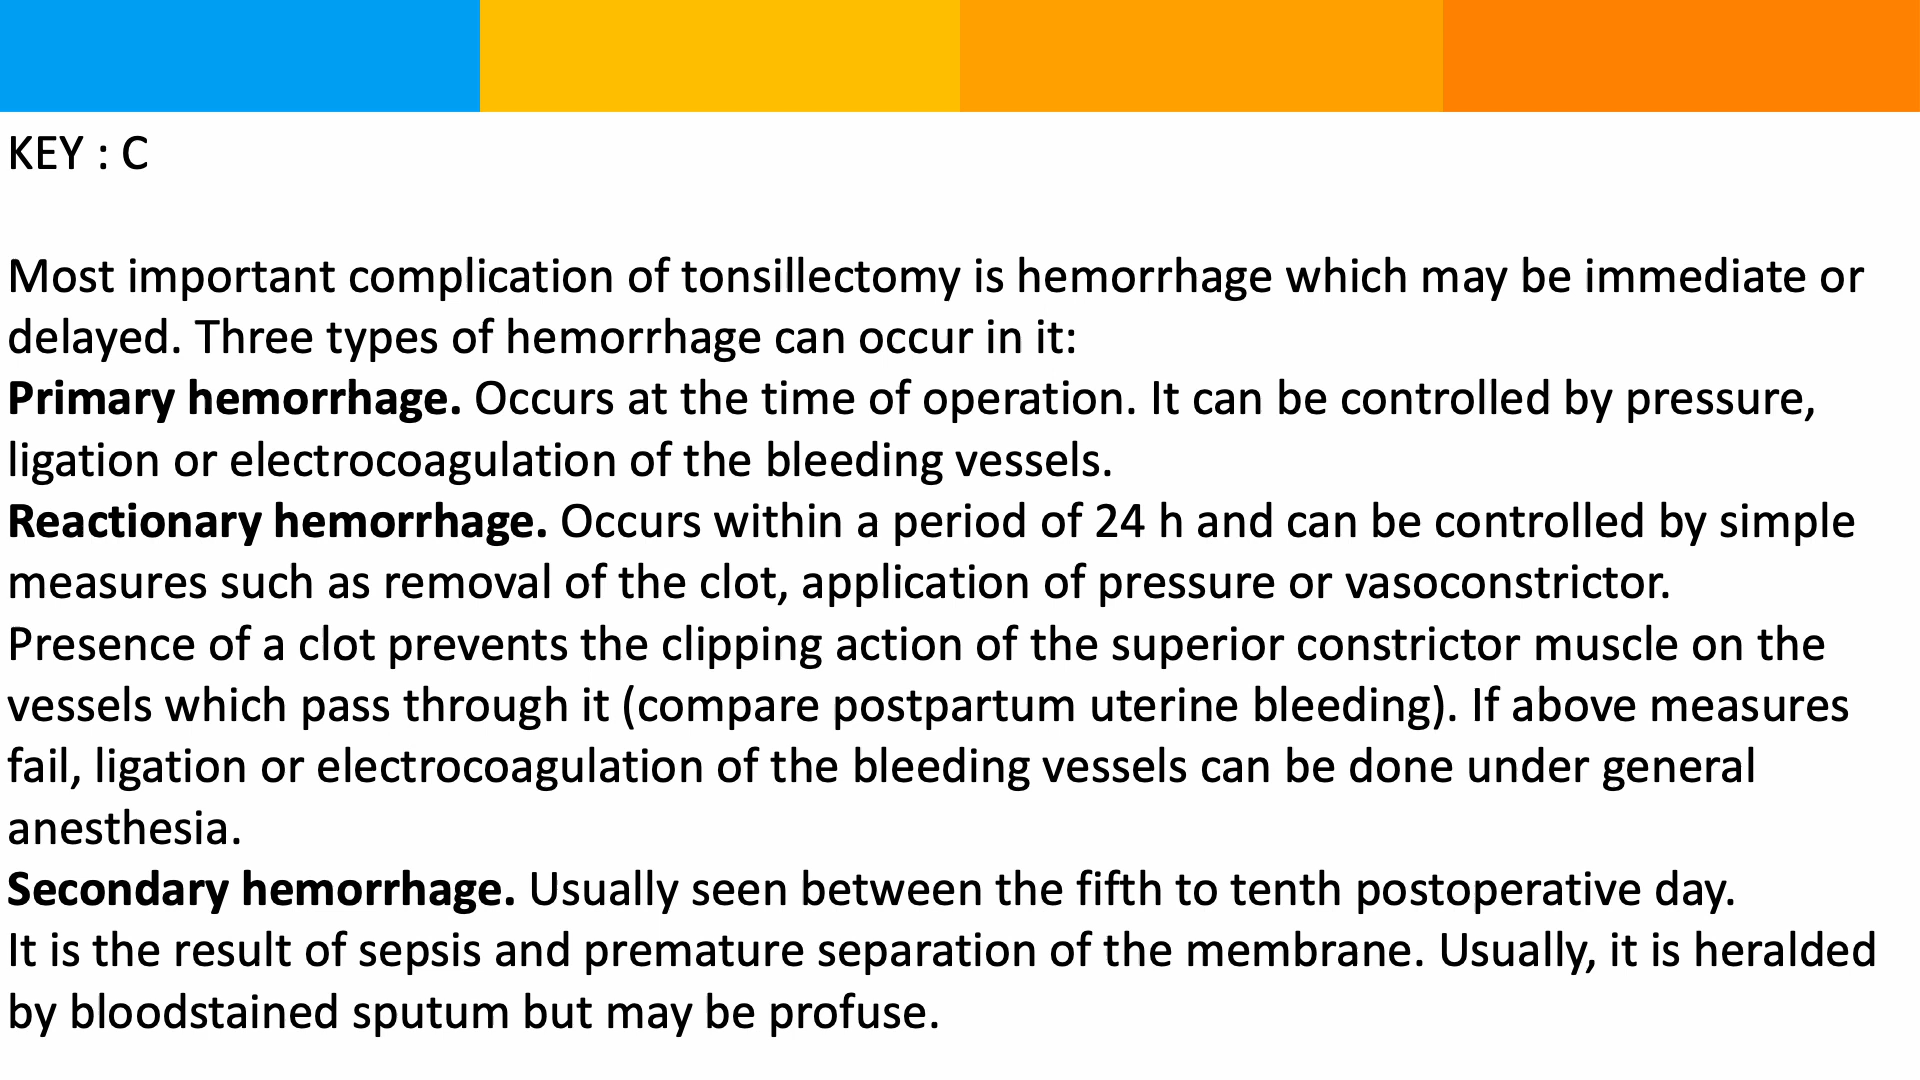 KEY : C
Most important complication of tonsillectomy is hemorrhage which may be immediate or
delayed. Three types of hemorrhage can occur in it:
Primary hemorrhage. Occurs at the time of operation. It can be controlled by pressure,
ligation or electrocoagulation of the bleeding vessels.
Reactionary hemorrhage. Occurs within a period of 24 h and can be controlled by simple
measures such as removal of the clot, application of pressure or vasoconstrictor.
Presence of a clot prevents the clipping action of the superior constrictor muscle on the
vessels which pass through it (compare postpartum uterine bleeding). If above measures
fail, ligation or electrocoagulation of the bleeding vessels can be done under general
anesthesia.
Secondary hemorrhage. Usually seen between the fifth to tenth postoperative day.
It is the result of sepsis and premature separation of the membrane. Usually, it is heralded
by bloodstained sputum but may be profuse.